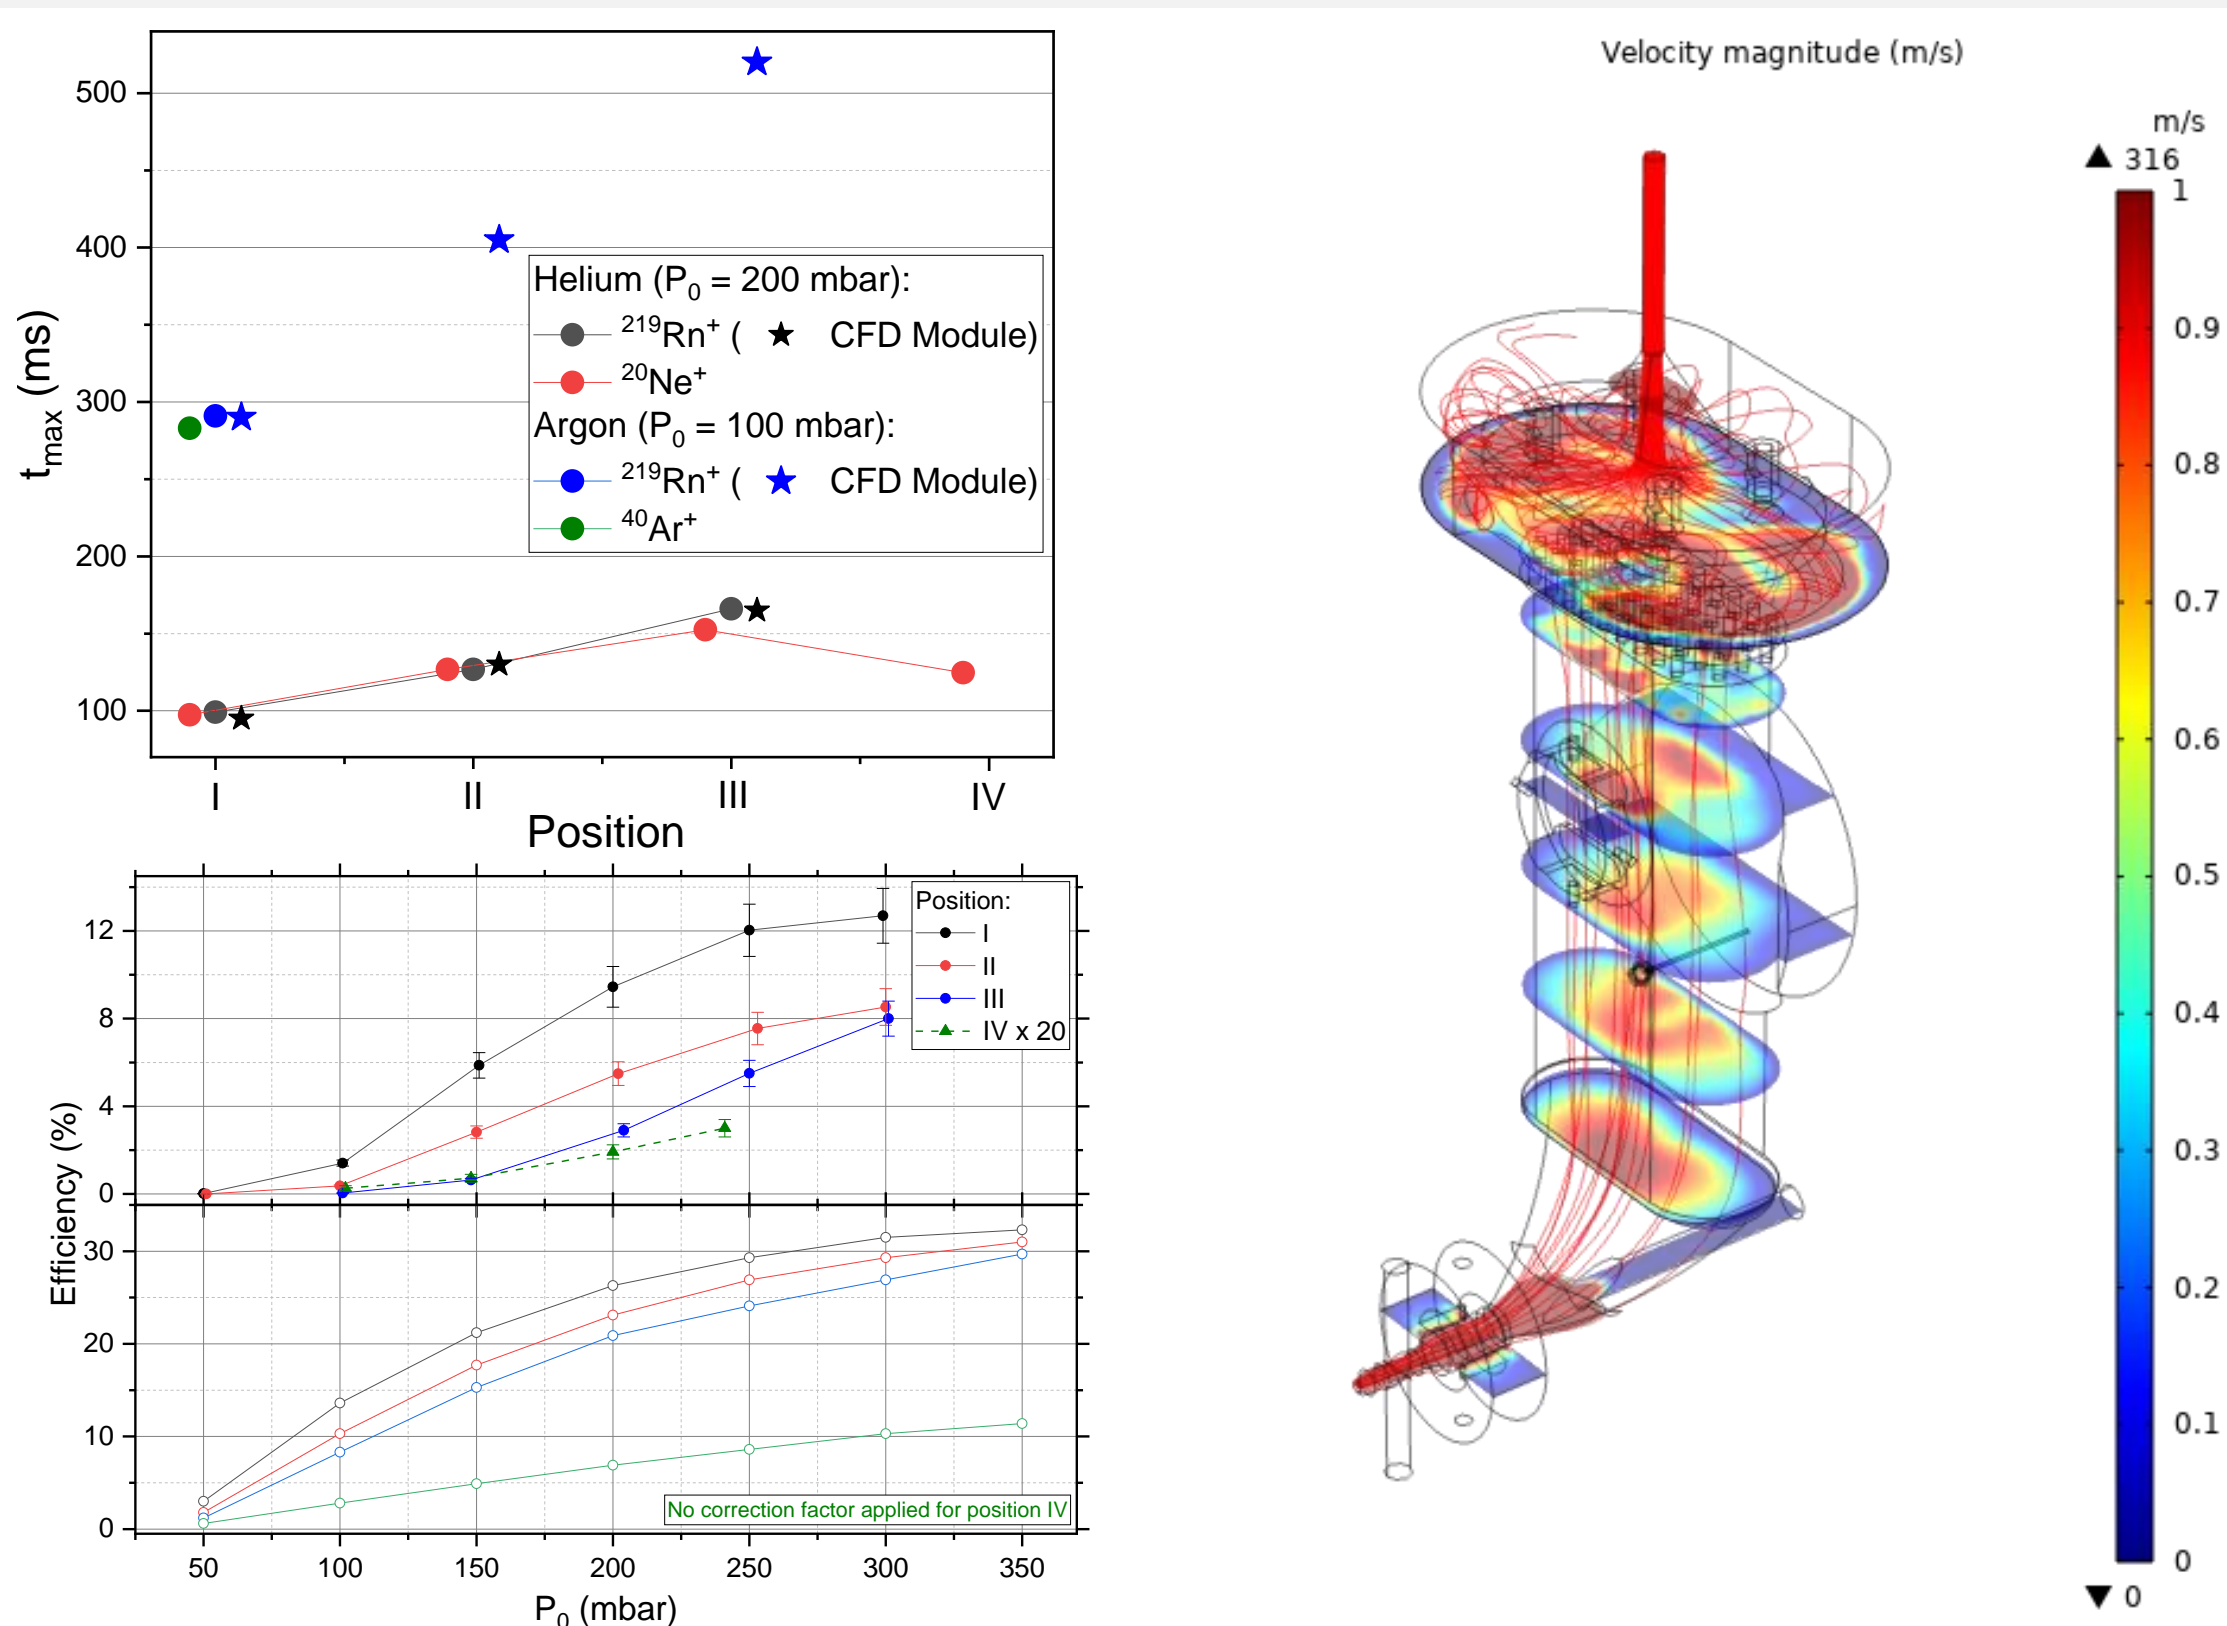 500
400
300
200
100
t_max (ms)
Helium (P₀ = 200 mbar):
²¹⁹Rn⁺ ( ★ CFD Module)
²⁰Ne⁺
Argon (P₀ = 100 mbar):
²¹⁹Rn⁺ ( ★ CFD Module)
⁴⁰Ar⁺
I II III IV
Position
12
8
4
0
Position:
I
II
III
IV x 20
Efficiency (%)
30
20
10
0
No correction factor applied for position IV
50 100 150 200 250 300 350
P₀ (mbar)
Velocity magnitude (m/s)
m/s
▲ 316
1
0.9
0.8
0.7
0.6
0.5
0.4
0.3
0.2
0.1
0
▼ 0